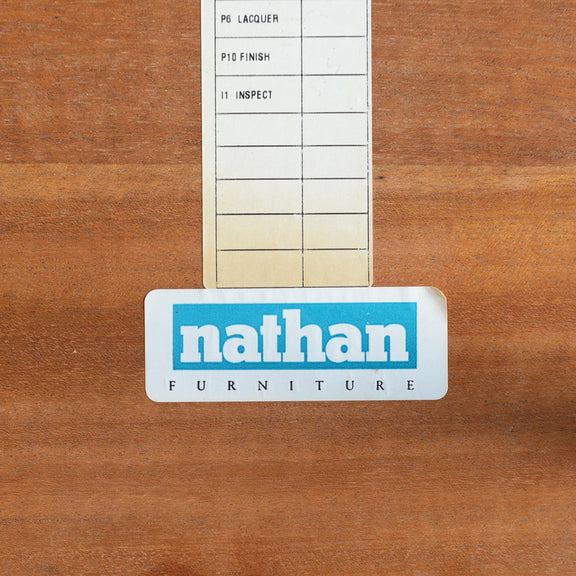 P6 LACQUER
P10 FINISH
I1 INSPECT
nathan
FURNITURE